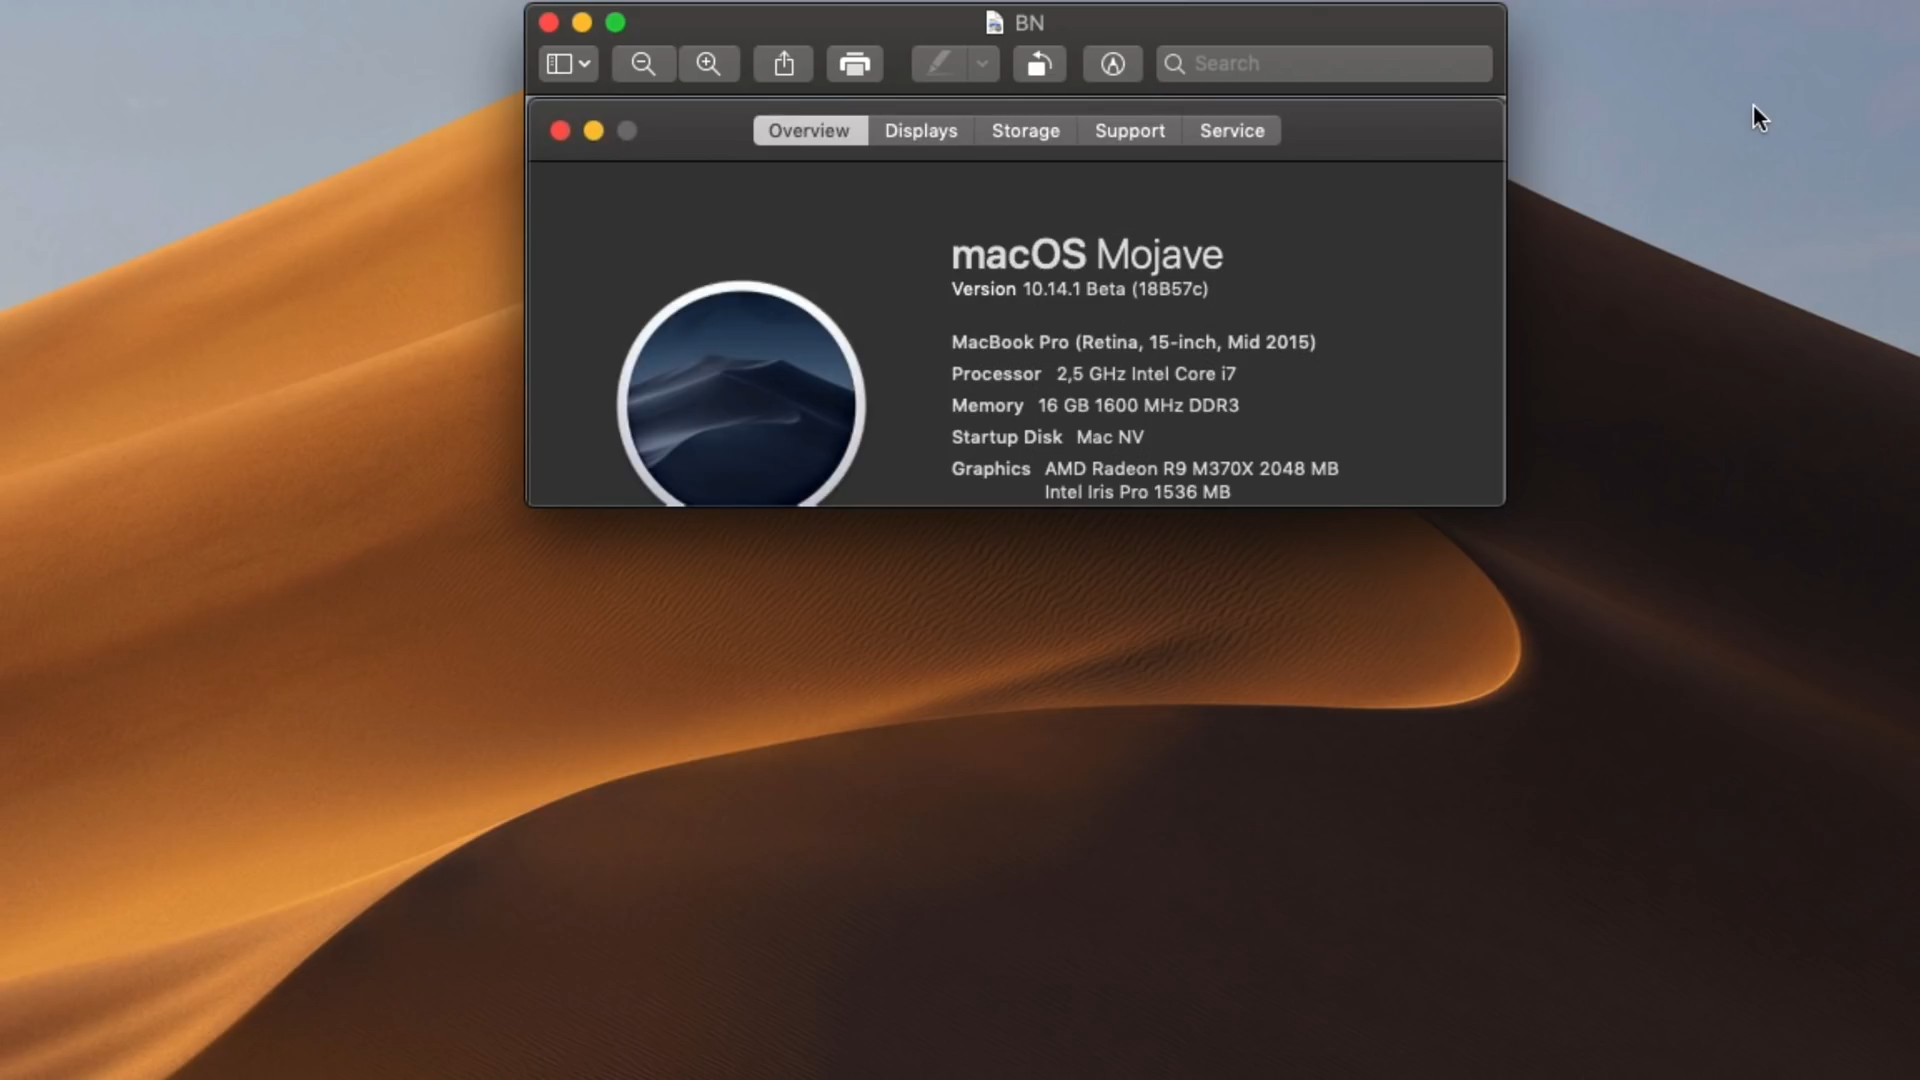 BN
Search
Overview Displays Storage Support Service
macOS Mojave
Version 10.14.1 Beta (18B57c)
MacBook Pro (Retina, 15-inch, Mid 2015)
Processor 2,5 GHz Intel Core i7
Memory 16 GB 1600 MHz DDR3
Startup Disk Mac NV
Graphics AMD Radeon R9 M370X 2048 MB
Intel Iris Pro 1536 MB